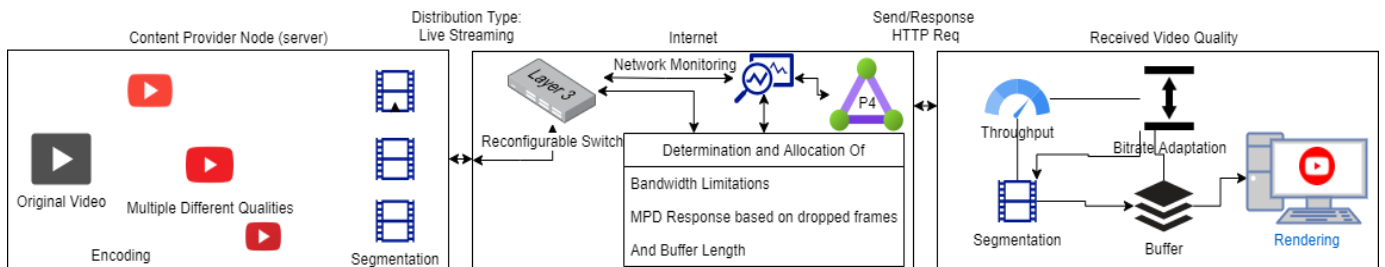 Distribution Type:
Live Streaming
Send/Response
HTTP Req
Content Provider Node (server)
Internet
Received Video Quality
Network Monitoring
Layer 3
P4
Reconfigurable Switch
Throughput
Bitrate Adaptation
Determination and Allocation Of
Bandwidth Limitations
MPD Response based on dropped frames
And Buffer Length
Original Video
Multiple Different Qualities
Encoding
Segmentation
Segmentation
Buffer
Rendering